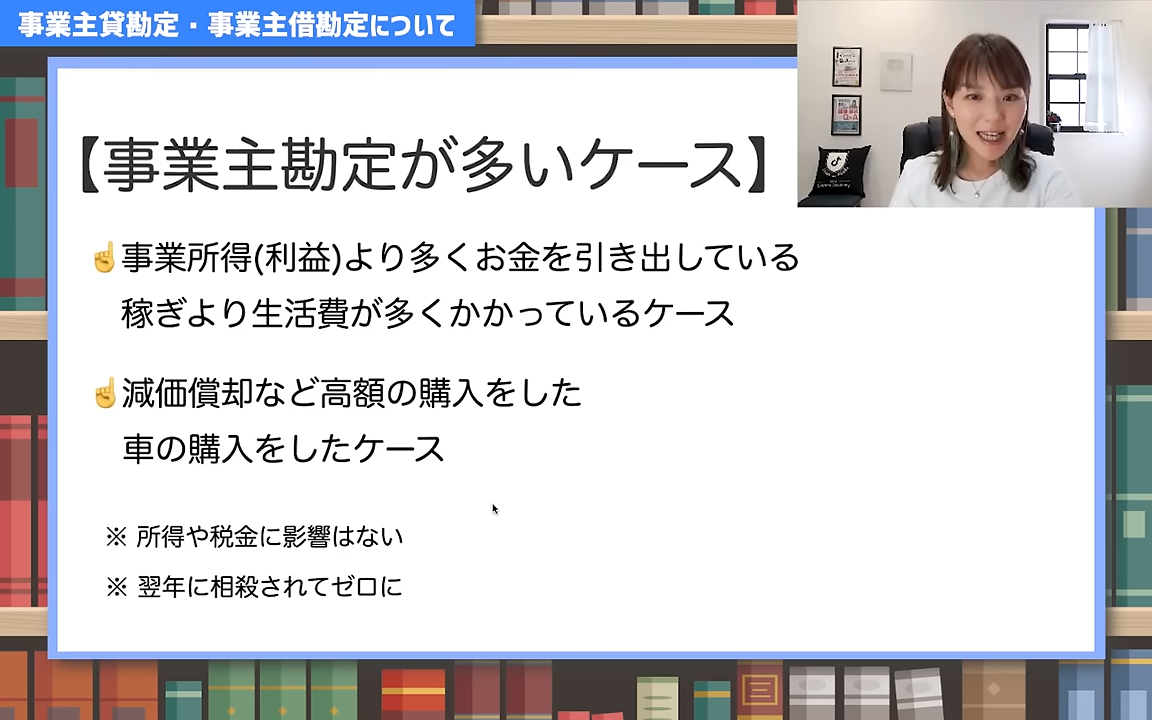 事業主貸勘定・事業主借勘定について
【事業主勘定が多いケース】
☝事業所得(利益)より多くお金を引き出している
稼ぎより生活費が多くかかっているケース
☝減価償却など高額の購入をした
車の購入をしたケース
※ 所得や税金に影響はない
※ 翌年に相殺されてゼロに